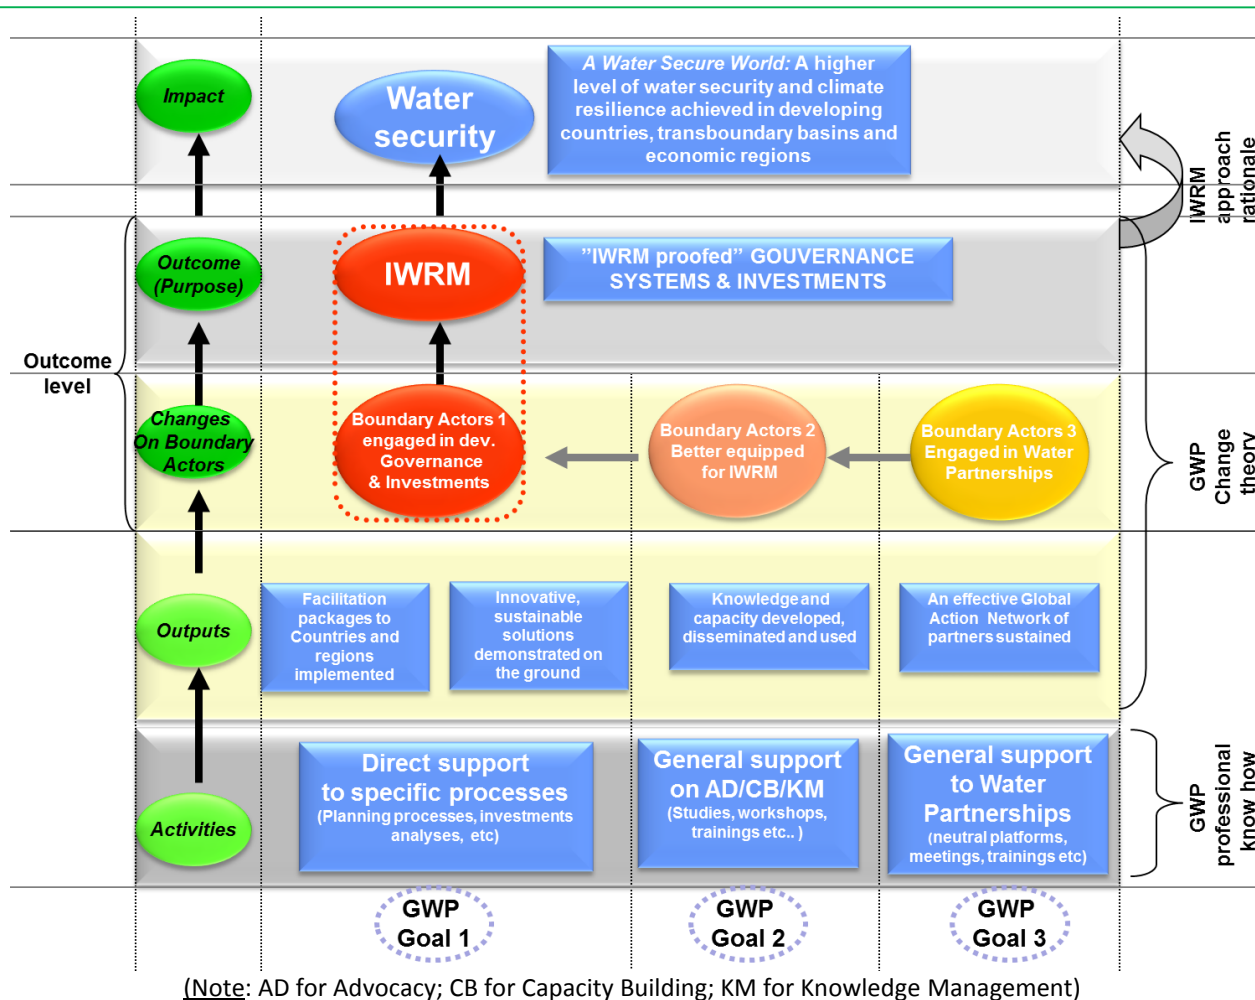 Impact
Water
security
A Water Secure World: A higher
level of water security and climate
resilience achieved in developing
countries, transboundary basins and
economic regions
IWRM
approach
rationale
Outcome
(Purpose)
IWRM
”IWRM proofed” GOUVERNANCE
SYSTEMS & INVESTMENTS
Outcome
level
Changes
On Boundary
Actors
Boundary Actors 1
engaged in dev.
Governance
& Investments
Boundary Actors 2
Better equipped
for IWRM
Boundary Actors 3
Engaged in Water
Partnerships
GWP
Change
theory
Outputs
Facilitation
packages to
Countries and
regions
implemented
Innovative,
sustainable
solutions
demonstrated on
the ground
Knowledge and
capacity developed,
disseminated and used
An effective Global
Action Network of
partners sustained
Activities
Direct support
to specific processes
(Planning processes, investments
analyses, etc)
General support
on AD/CB/KM
(Studies, workshops,
trainings etc.. )
General support
to Water
Partnerships
(neutral platforms,
meetings, trainings etc)
GWP
professional
know how
GWP
Goal 1
GWP
Goal 2
GWP
Goal 3
(Note: AD for Advocacy; CB for Capacity Building; KM for Knowledge Management)